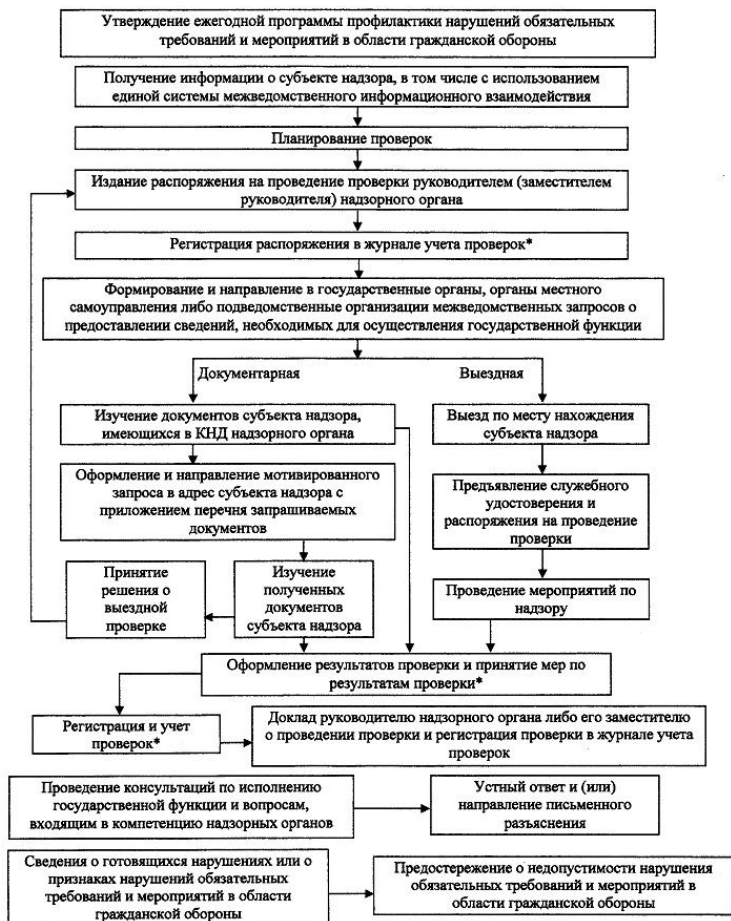 Утверждение ежегодной программы профилактики нарушений обязательных
требований и мероприятий в области гражданской обороны
Получение информации о субъекте надзора, в том числе с использованием
единой системы межведомственного информационного взаимодействия
Планирование проверок
Издание распоряжения на проведение проверки руководителем (заместителем
руководителя) надзорного органа
Регистрация распоряжения в журнале учета проверок*
Формирование и направление в государственные органы, органы местного
самоуправления либо подведомственные организации межведомственных запросов о
предоставлении сведений, необходимых для осуществления государственной функции
Документарная
Выездная
Изучение документов субъекта надзора,
имеющихся в КНД надзорного органа
Выезд по месту нахождения
субъекта надзора
Оформление и направление мотивированного
запроса в адрес субъекта надзора с
приложением перечня запрашиваемых
документов
Предъявление служебного
удостоверения и
распоряжения на проведение
проверки
Принятие
решения о
выездной
проверке
Изучение
полученных
документов
субъекта надзора
Проведение мероприятий по
надзору
Оформление результатов проверки и принятие мер по
результатам проверки*
Регистрация и учет
проверок*
Доклад руководителю надзорного органа либо его заместителю
о проведении проверки и регистрация проверки в журнале учета
проверок
Проведение консультаций по исполнению
государственной функции и вопросам,
входящим в компетенцию надзорных органов
Устный ответ и (или)
направление письменного
разъяснения
Сведения о готовящихся нарушениях или о
признаках нарушений обязательных
требований и мероприятий в области
гражданской обороны
Предостережение о недопустимости нарушения
обязательных требований и мероприятий в
области гражданской обороны